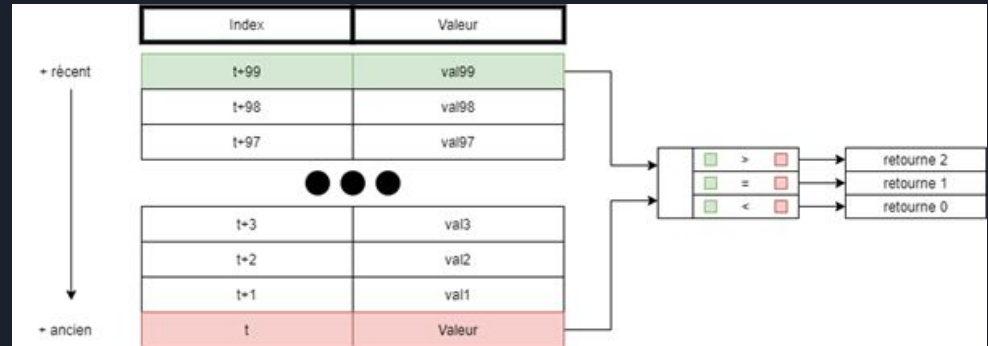 Index Valeur
+ récent t+99 val99
t+98 val98
t+97 val97
> retourne 2
= retourne 1
< retourne 0
t+3 val3
t+2 val2
t+1 val1
+ ancien t Valeur